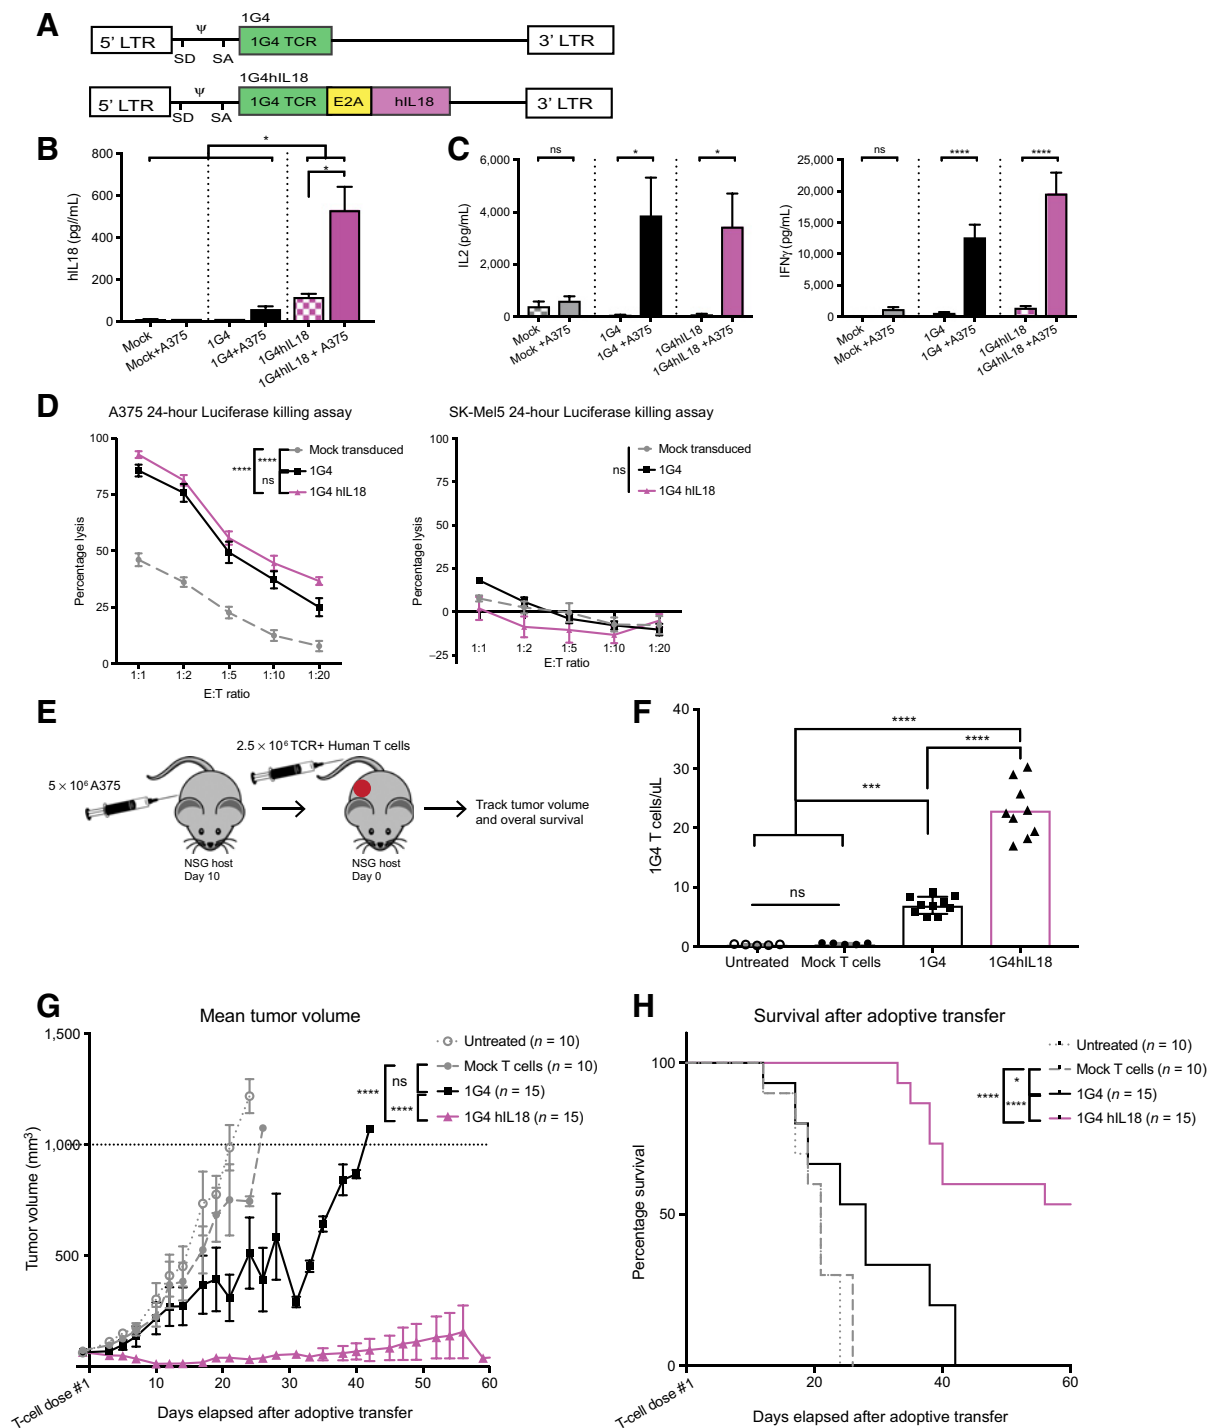 A
1G4
5' LTR
ψ
SD
SA
1G4 TCR
3' LTR
1G4hIL18
5' LTR
ψ
SD
SA
1G4 TCR
E2A
hIL18
3' LTR
B
hIL18 (pg/mL)
800
600
400
200
0
*
*
Mock
Mock+A375
1G4
1G4+A375
1G4hIL18
1G4hIL18 + A375
C
IL2 (pg/mL)
6,000
4,000
2,000
0
ns
*
*
Mock
Mock +A375
1G4
1G4 +A375
1G4hIL18
1G4hIL18 +A375
IFNγ (pg/mL)
25,000
20,000
15,000
10,000
5,000
0
ns
****
****
Mock
Mock +A375
1G4
1G4 +A375
1G4hIL18
1G4hIL18 +A375
D
A375 24-hour Luciferase killing assay
Percentage lysis
100
75
50
25
0
1:1
1:2
1:5
1:10
1:20
E:T ratio
****
****
ns
Mock transduced
1G4
1G4 hIL18
SK-Mel5 24-hour Luciferase killing assay
Percentage lysis
100
75
50
25
0
−25
1:1
1:2
1:5
1:10
1:20
E:T ratio
ns
Mock transduced
1G4
1G4 hIL18
E
5 × 10⁶ A375
2.5 × 10⁶ TCR+ Human T cells
NSG host
Day 10
NSG host
Day 0
Track tumor volume
and overal survival
F
1G4 T cells/uL
40
30
20
10
0
****
****
***
ns
Untreated
Mock T cells
1G4
1G4hIL18
G
Mean tumor volume
Tumor volume (mm³)
1,500
1,000
500
T-cell dose #1
10
20
30
40
50
60
Days elapsed after adoptive transfer
****
ns
****
Untreated (n = 10)
Mock T cells (n = 10)
1G4 (n = 15)
1G4 hIL18 (n = 15)
H
Survival after adoptive transfer
Percentage survival
100
50
0
T-cell dose #1
20
40
60
Days elapsed after adoptive transfer
****
*
****
Untreated (n = 10)
Mock T cells (n = 10)
1G4 (n = 15)
1G4 hIL18 (n = 15)